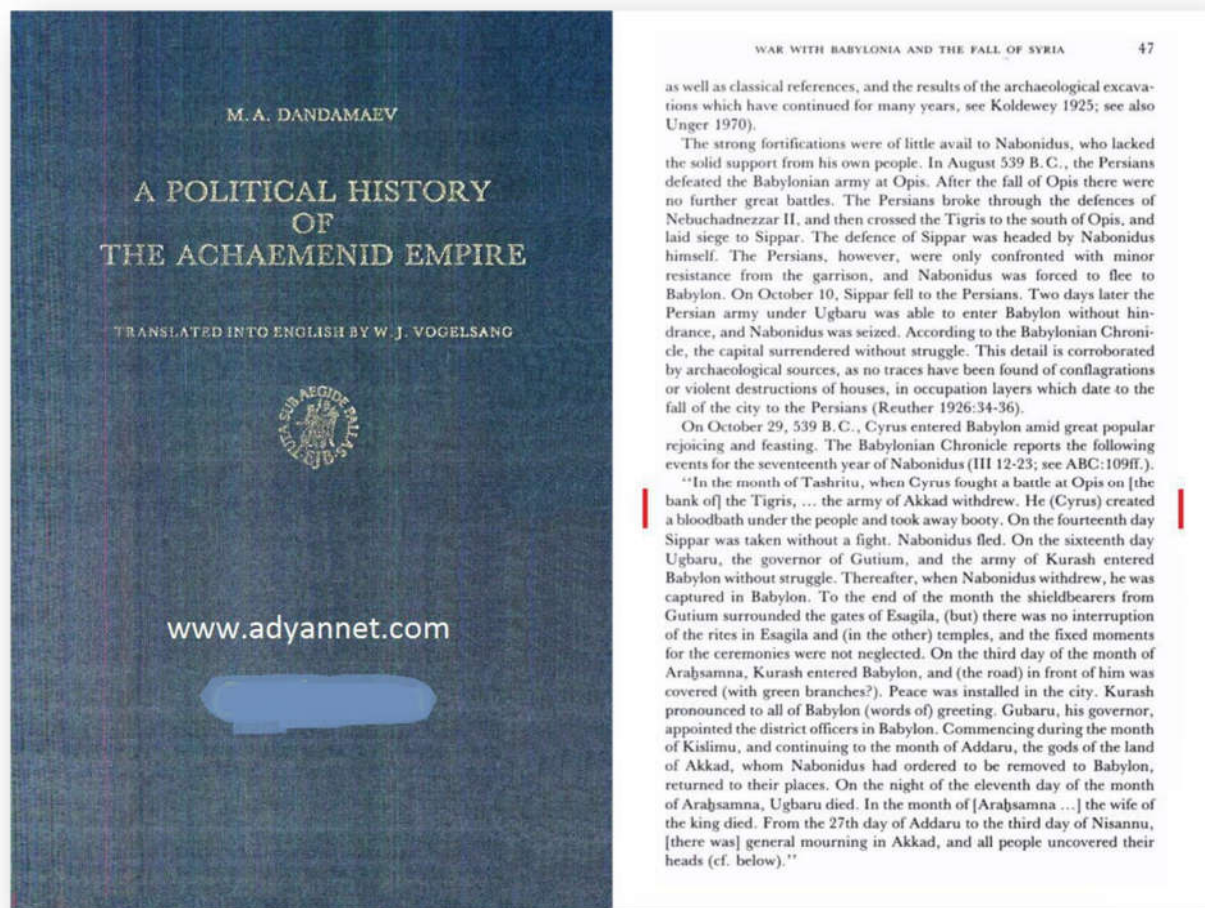 M. A. DANDAMAEV
A POLITICAL HISTORY
OF
THE ACHAEMENID EMPIRE
TRANSLATED INTO ENGLISH BY W. J. VOGELSANG
TUTA SUB AEGIDE PALLAS
EJB
www.adyannet.com
WAR WITH BABYLONIA AND THE FALL OF SYRIA 47
as well as classical references, and the results of the archaeological excava-
tions which have continued for many years, see Koldewey 1925; see also
Unger 1970).
The strong fortifications were of little avail to Nabonidus, who lacked
the solid support from his own people. In August 539 B.C., the Persians
defeated the Babylonian army at Opis. After the fall of Opis there were
no further great battles. The Persians broke through the defences of
Nebuchadnezzar II, and then crossed the Tigris to the south of Opis, and
laid siege to Sippar. The defence of Sippar was headed by Nabonidus
himself. The Persians, however, were only confronted with minor
resistance from the garrison, and Nabonidus was forced to flee to
Babylon. On October 10, Sippar fell to the Persians. Two days later the
Persian army under Ugbaru was able to enter Babylon without hin-
drance, and Nabonidus was seized. According to the Babylonian Chroni-
cle, the capital surrendered without struggle. This detail is corroborated
by archaeological sources, as no traces have been found of conflagrations
or violent destructions of houses, in occupation layers which date to the
fall of the city to the Persians (Reuther 1926:34-36).
On October 29, 539 B.C., Cyrus entered Babylon amid great popular
rejoicing and feasting. The Babylonian Chronicle reports the following
events for the seventeenth year of Nabonidus (III 12-23; see ABC:109ff.).
"In the month of Tashritu, when Cyrus fought a battle at Opis on [the
bank of] the Tigris, ... the army of Akkad withdrew. He (Cyrus) created
a bloodbath under the people and took away booty. On the fourteenth day
Sippar was taken without a fight. Nabonidus fled. On the sixteenth day
Ugbaru, the governor of Gutium, and the army of Kurash entered
Babylon without struggle. Thereafter, when Nabonidus withdrew, he was
captured in Babylon. To the end of the month the shieldbearers from
Gutium surrounded the gates of Esagila, (but) there was no interruption
of the rites in Esagila and (in the other) temples, and the fixed moments
for the ceremonies were not neglected. On the third day of the month of
Araḫsamna, Kurash entered Babylon, and (the road) in front of him was
covered (with green branches?). Peace was installed in the city. Kurash
pronounced to all of Babylon (words of) greeting. Gubaru, his governor,
appointed the district officers in Babylon. Commencing during the month
of Kislimu, and continuing to the month of Addaru, the gods of the land
of Akkad, whom Nabonidus had ordered to be removed to Babylon,
returned to their places. On the night of the eleventh day of the month
of Araḫsamna, Ugbaru died. In the month of [Araḫsamna ...] the wife of
the king died. From the 27th day of Addaru to the third day of Nisannu,
[there was] general mourning in Akkad, and all people uncovered their
heads (cf. below)."